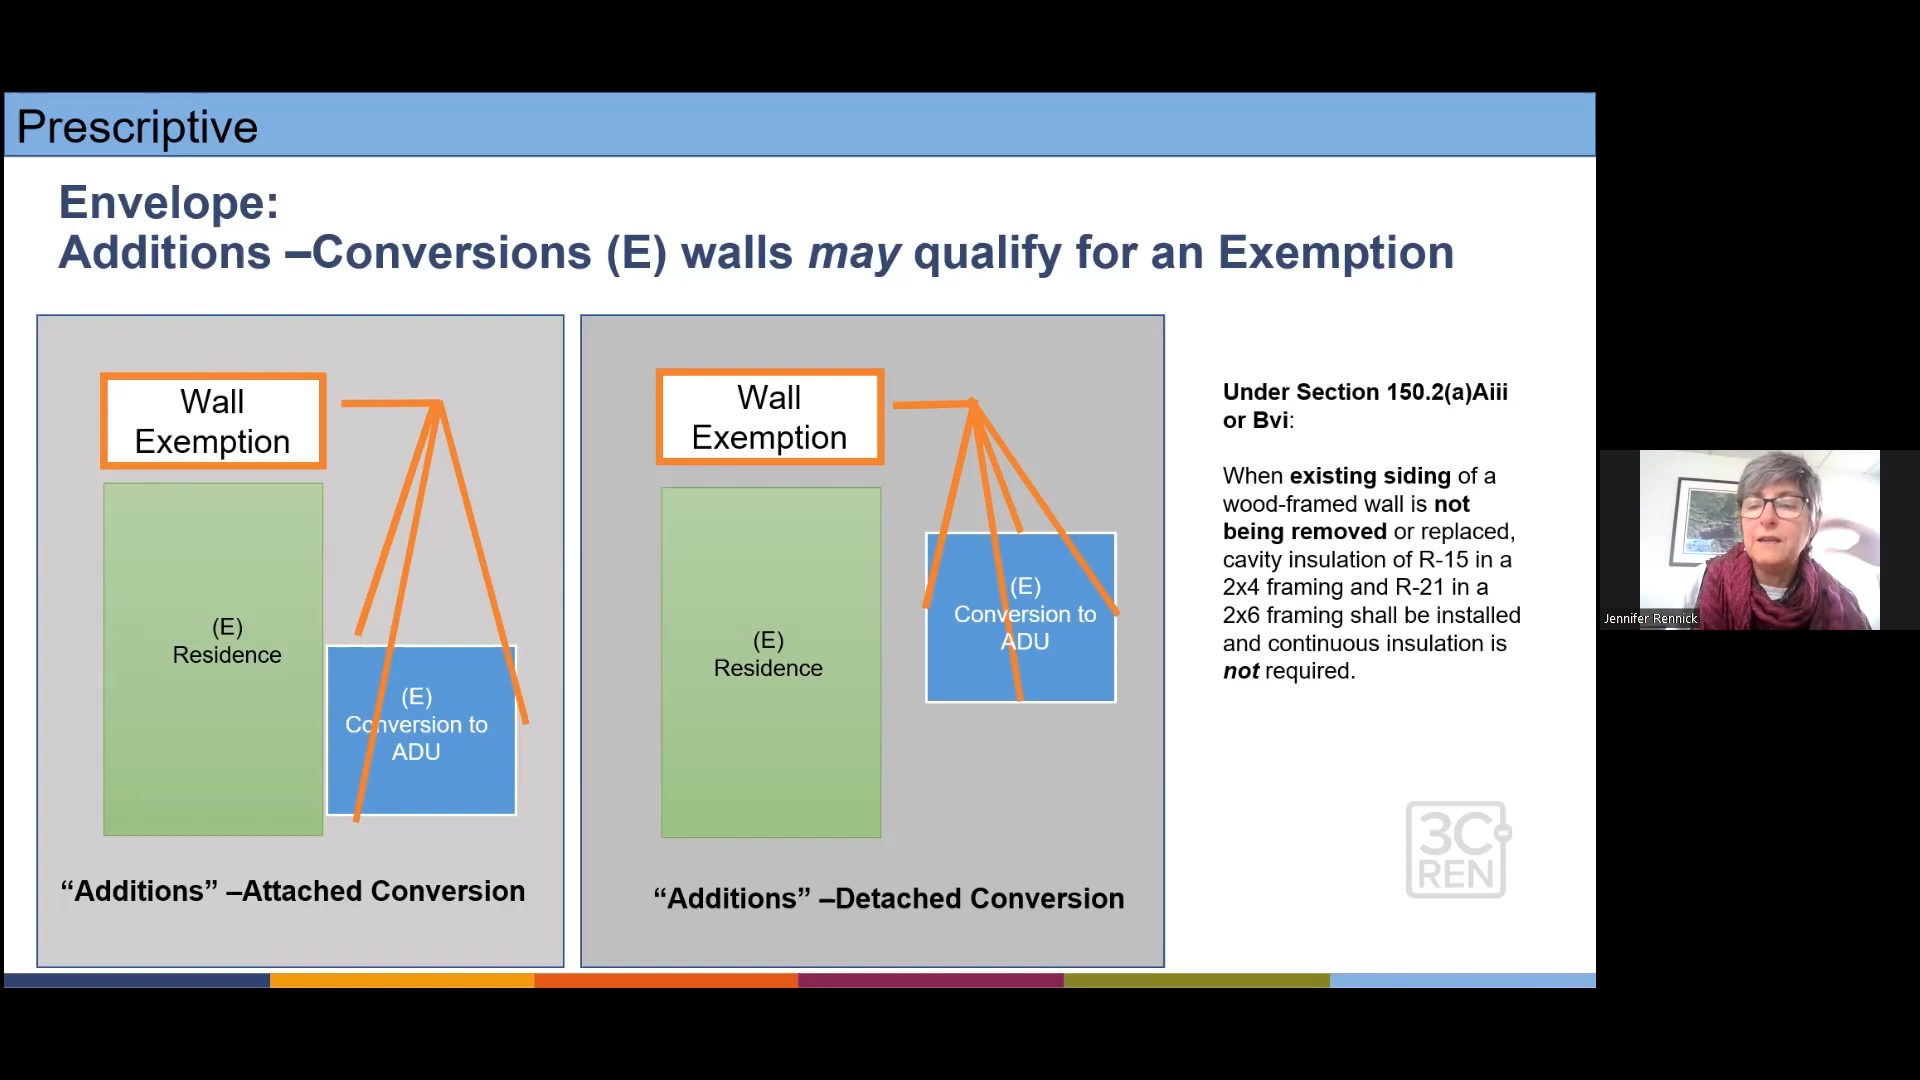 Prescriptive
Envelope:
Additions –Conversions (E) walls may qualify for an Exemption
Wall
Exemption
(E)
Residence
(E)
Conversion to
ADU
“Additions” –Attached Conversion
Wall
Exemption
(E)
Residence
(E)
Conversion to
ADU
“Additions” –Detached Conversion
Under Section 150.2(a)Aiii
or Bvi:
When existing siding of a
wood-framed wall is not
being removed or replaced,
cavity insulation of R-15 in a
2x4 framing and R-21 in a
2x6 framing shall be installed
and continuous insulation is
not required.
3C-
REN
Jennifer Rennick